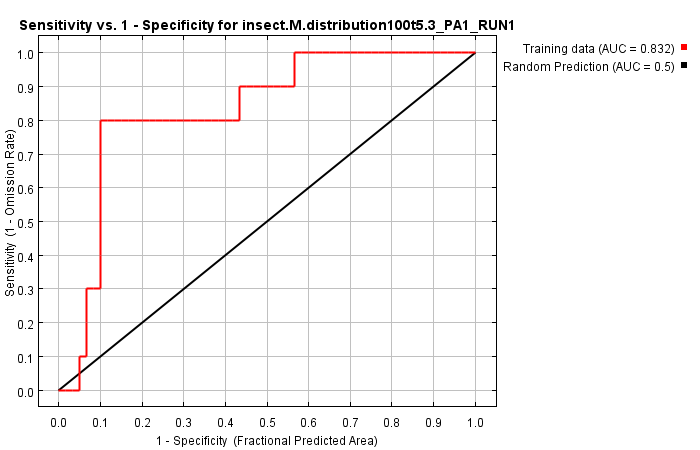 Sensitivity vs. 1 - Specificity for insect.M.distribution100t5.3_PA1_RUN1
Training data (AUC = 0.832)
Random Prediction (AUC = 0.5)
Sensitivity (1 - Omission Rate)
1.0
0.9
0.8
0.7
0.6
0.5
0.4
0.3
0.2
0.1
0.0
0.0 0.1 0.2 0.3 0.4 0.5 0.6 0.7 0.8 0.9 1.0
1 - Specificity (Fractional Predicted Area)